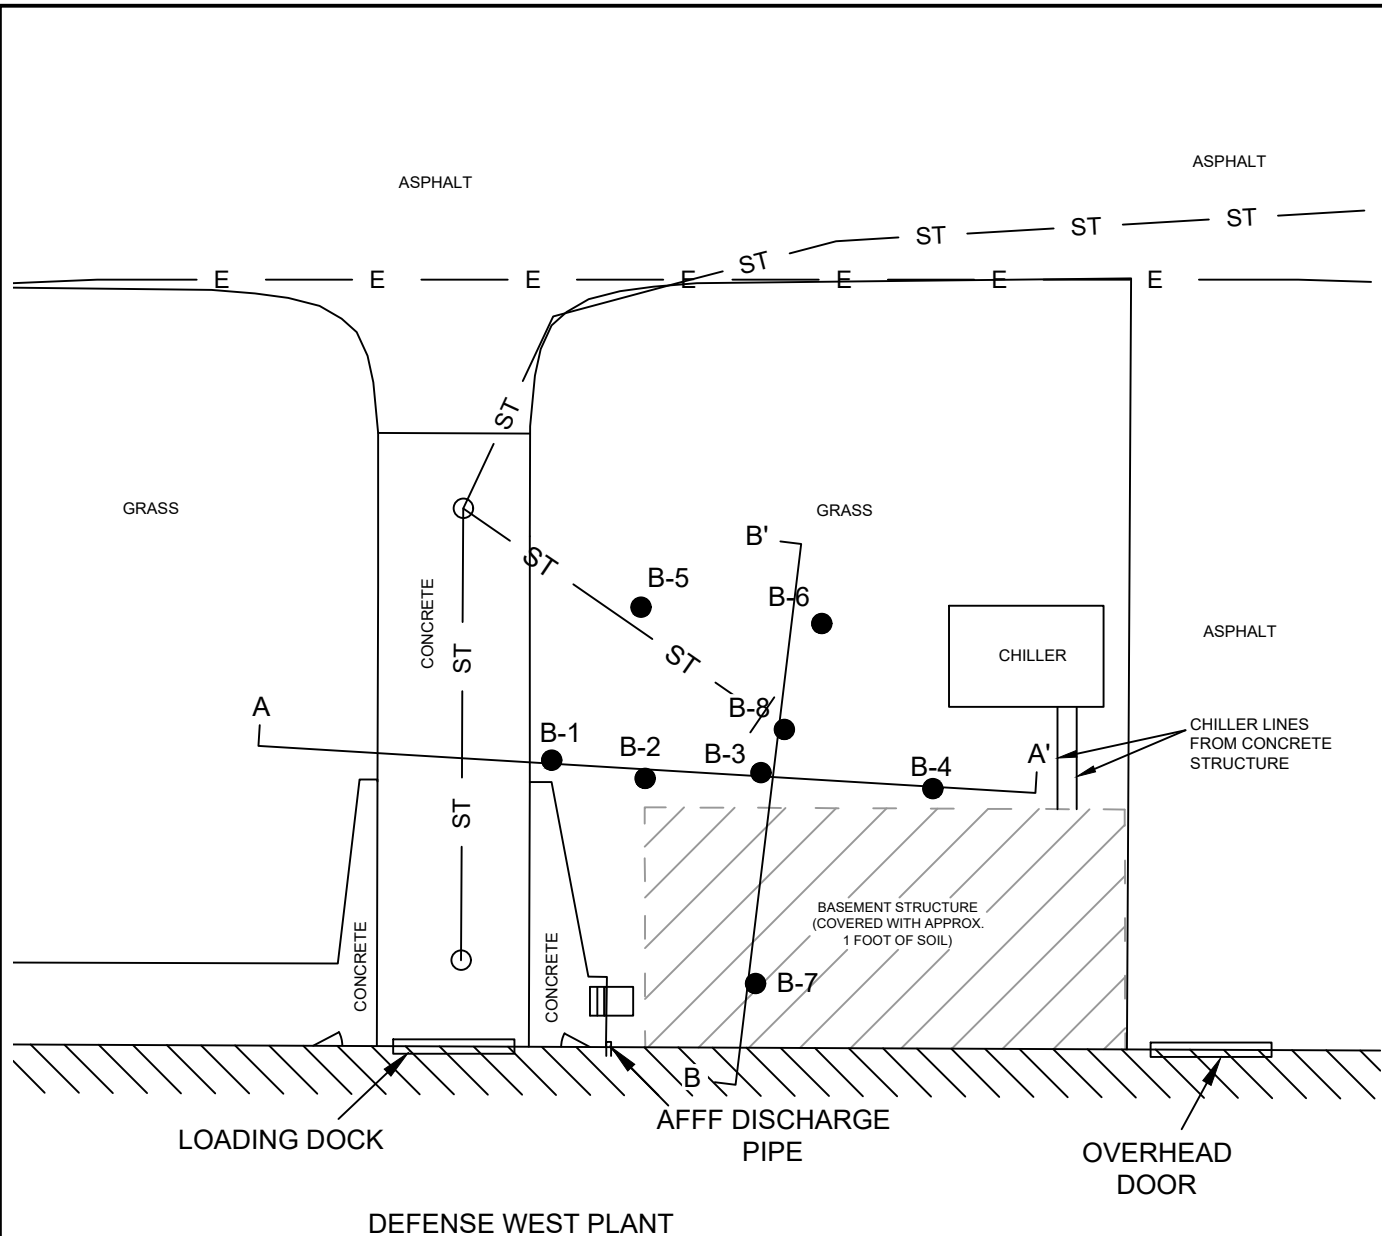 ASPHALT
ASPHALT
ST
ST
ST
ST
E
E
E
E
E
E
E
ST
GRASS
GRASS
B'
ST
B-5
B-6
CONCRETE
ST
ST
CHILLER
ASPHALT
A
B-8
B-1
B-2
B-3
B-4
A'
CHILLER LINES
FROM CONCRETE
STRUCTURE
ST
BASEMENT STRUCTURE
(COVERED WITH APPROX.
1 FOOT OF SOIL)
CONCRETE
CONCRETE
B-7
B
LOADING DOCK
AFFF DISCHARGE
PIPE
OVERHEAD
DOOR
DEFENSE WEST PLANT